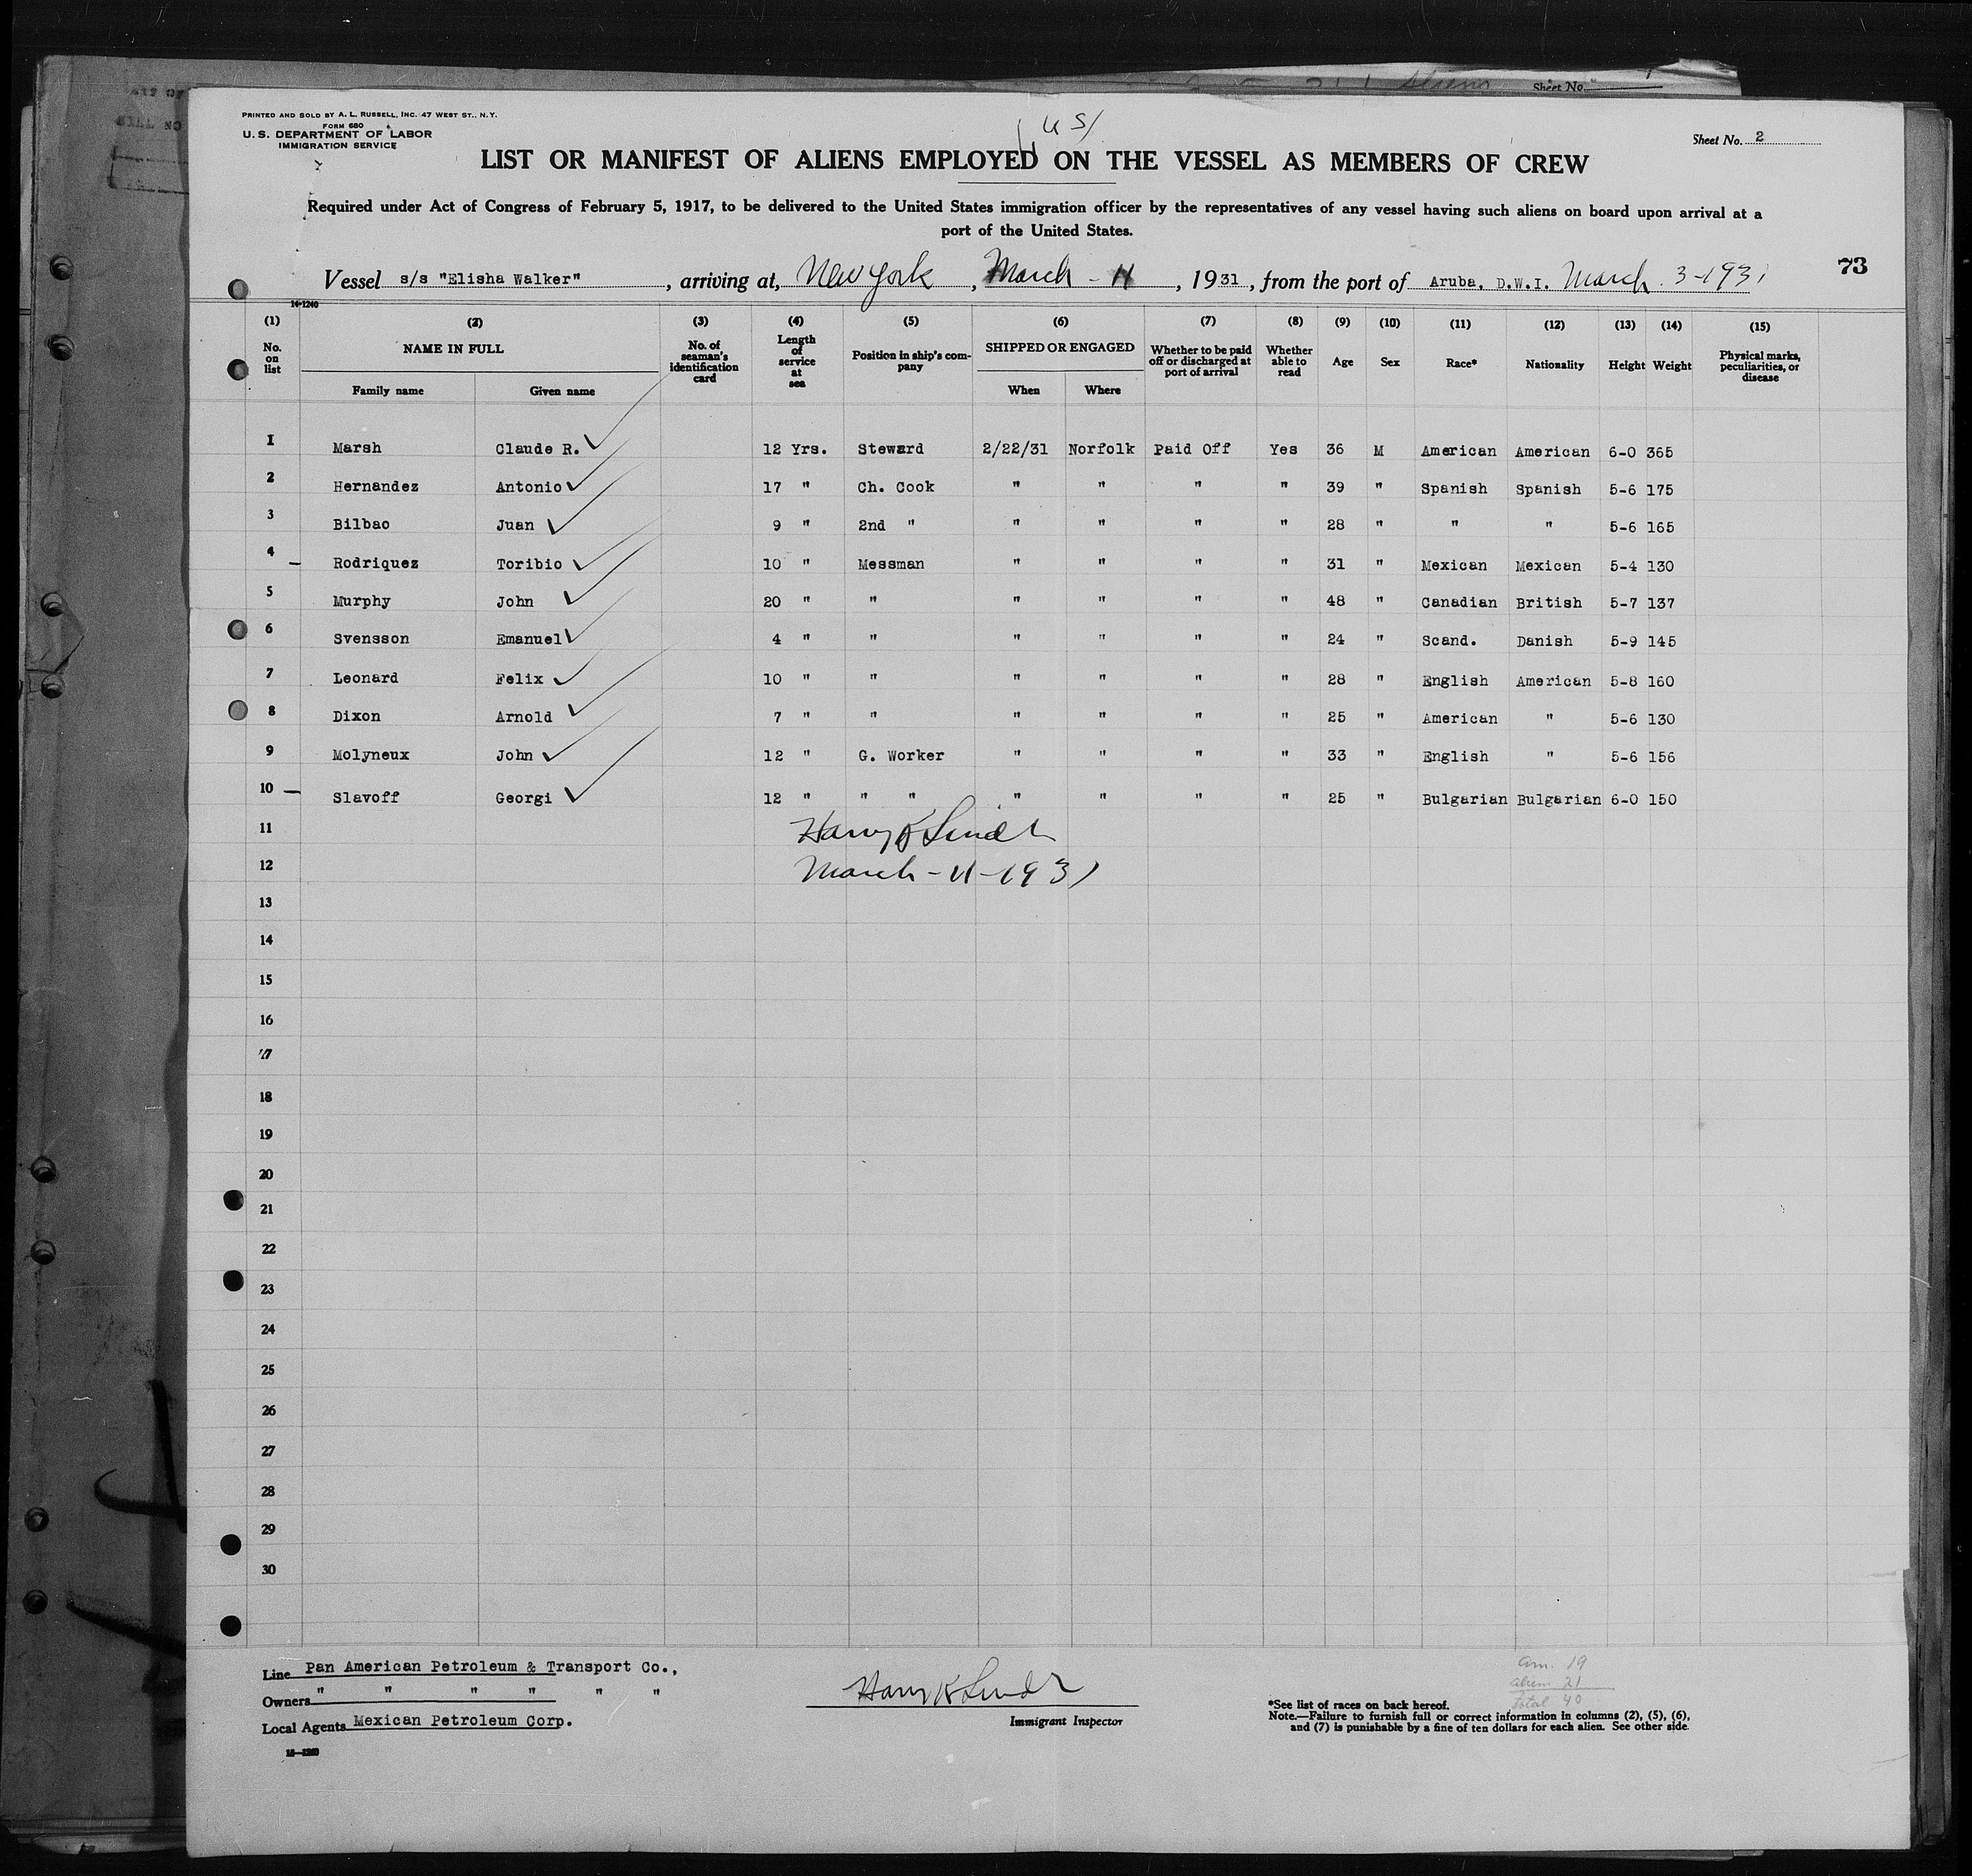 Sheet No.
PRINTED AND SOLD BY A. L. RUSSELL, INC. 47 WEST ST., N.Y.
FORM 680
U. S. DEPARTMENT OF LABOR
IMMIGRATION SERVICE
U S
Sheet No. 2
LIST OR MANIFEST OF ALIENS EMPLOYED ON THE VESSEL AS MEMBERS OF CREW
Required under Act of Congress of February 5, 1917, to be delivered to the United States immigration officer by the representatives of any vessel having such aliens on board upon arrival at a
port of the United States.
Vessel s/s "Elisha Walker", arriving at, New York, March - 11, 1931, from the port of Aruba, D.W.I. March 3-1931
73
14-1240
(1) (2) (3) (4) (5) (6) (7) (8) (9) (10) (11) (12) (13) (14) (15)
No. on list NAME IN FULL No. of seaman's identification card Length of service at sea Position in ship's company SHIPPED OR ENGAGED Whether to be paid off or discharged at port of arrival Whether able to read Age Sex Race* Nationality Height Weight Physical marks, peculiarities, or disease
Family name Given name When Where
1 Marsh Claude R. 12 Yrs. Steward 2/22/31 Norfolk Paid Off Yes 36 M American American 6-0 365
2 Hernandez Antonio 17 " Ch. Cook " " " " 39 " Spanish Spanish 5-6 175
3 Bilbao Juan 9 " 2nd " " " " " 28 " " " 5-6 165
4 Rodriquez Toribio 10 " Messman " " " " 31 " Mexican Mexican 5-4 130
5 Murphy John 20 " " " " " " 48 " Canadian British 5-7 137
6 Svensson Emanuel 4 " " " " " " 24 " Scand. Danish 5-9 145
7 Leonard Felix 10 " " " " " " 28 " English American 5-8 160
8 Dixon Arnold 7 " " " " " " 25 " American " 5-6 130
9 Molyneux John 12 " G. Worker " " " " 33 " English " 5-6 156
10 Slavoff Georgi 12 " " " " " " " 25 " Bulgarian Bulgarian 6-0 150
11
12 March-11-1931
13
14
15
16
17
18
19
20
21
22
23
24
25
26
27
28
29
30
Line Pan American Petroleum & Transport Co.,
Owners " " " " " "
Local Agents Mexican Petroleum Corp.
Immigrant Inspector
Am. 19
alien 21
total 40
*See list of races on back hereof.
Note.—Failure to furnish full or correct information in columns (2), (5), (6),
and (7) is punishable by a fine of ten dollars for each alien. See other side.